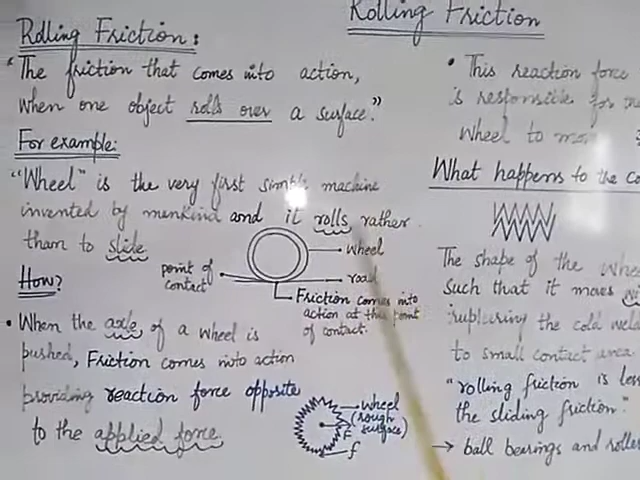 Rolling Friction
Rolling Friction:
"The friction that comes into action,
When one object rolls over a surface."
For example:
"Wheel" is the very first simple machine
invented by menkind and it rolls rather
than to slide
Wheel
point of
contact
road
Friction comes into
action at this point
of contact.
How?
• When the axle of a wheel is
pushed, Friction comes into action
providing reaction force opposite
to the applied force.
Wheel
(rough
surface)
F
f
• This reaction force
is responsible for
Wheel to
What happens to the
The shape of the
such that it moves
rupturing the cold
to small contact area
"rolling friction is
the sliding friction."
→ ball bearings and